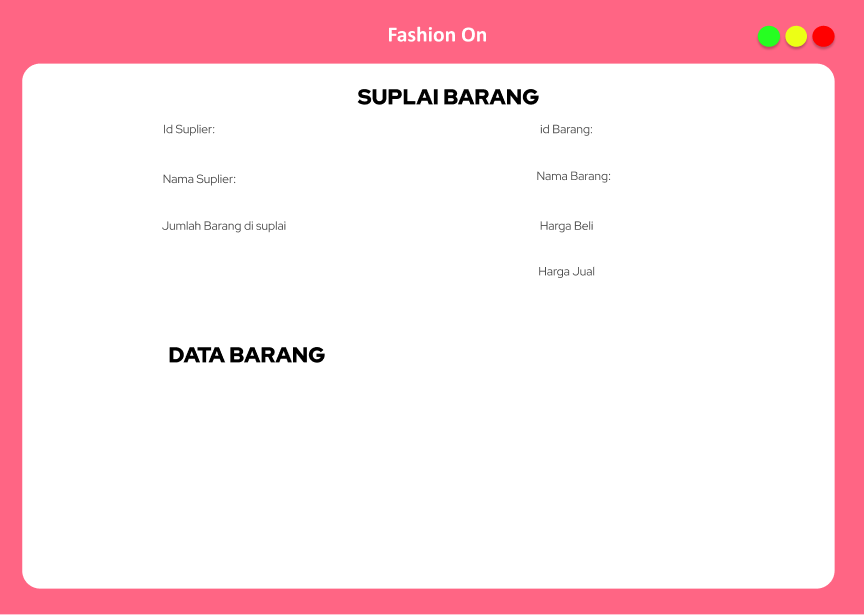 Fashion On
SUPLAI BARANG
Id Suplier:
id Barang:
Nama Suplier:
Nama Barang:
Jumlah Barang di suplai
Harga Beli
Harga Jual
DATA BARANG